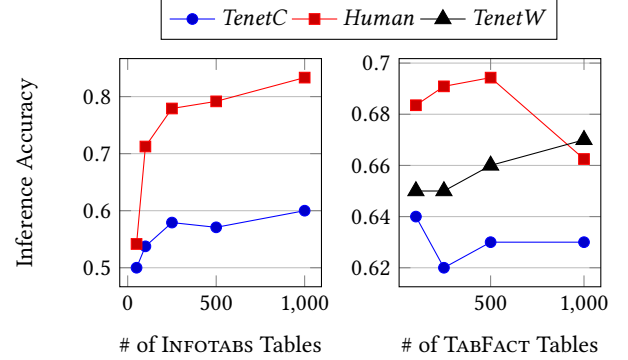 TenetC Human TenetW
0.8
0.7
0.6
0.5
0 500 1,000
Inference Accuracy
# of INFOTABS Tables
0.7
0.68
0.66
0.64
0.62
500 1,000
# of TABFACT Tables